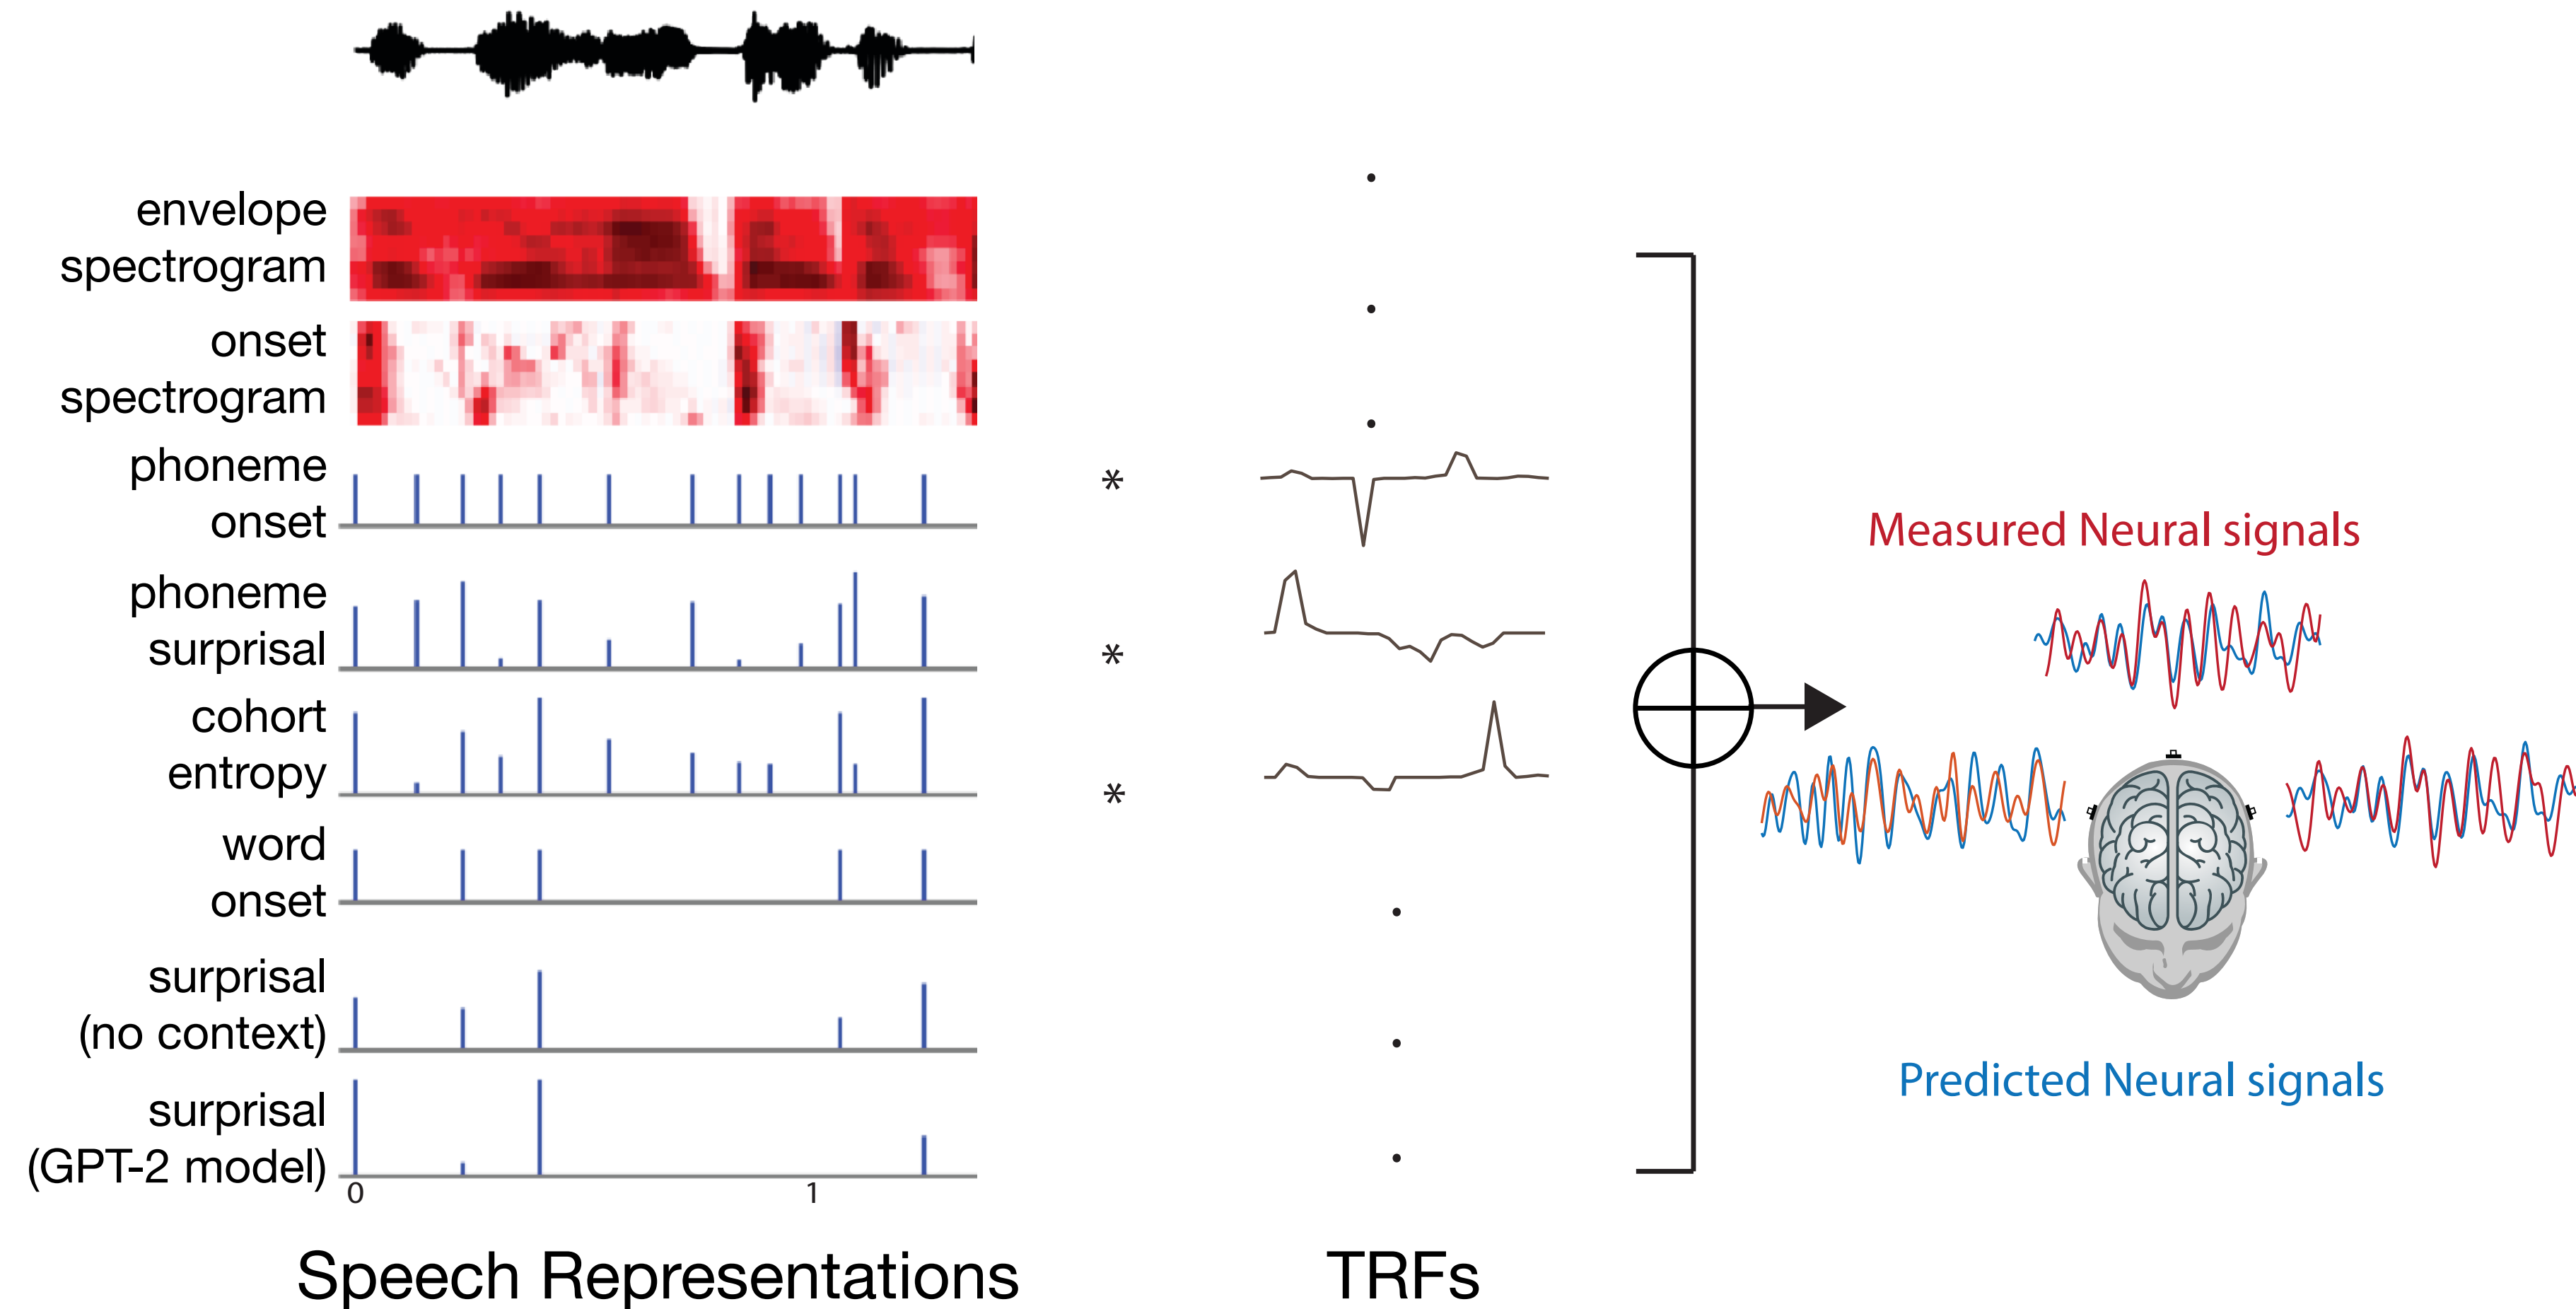 envelope
spectrogram
onset
spectrogram
phoneme
onset
phoneme
surprisal
cohort
entropy
word
onset
surprisal
(no context)
surprisal
(GPT-2 model)
0 1
Speech Representations
*
*
*
TRFs
Measured Neural signals
Predicted Neural signals